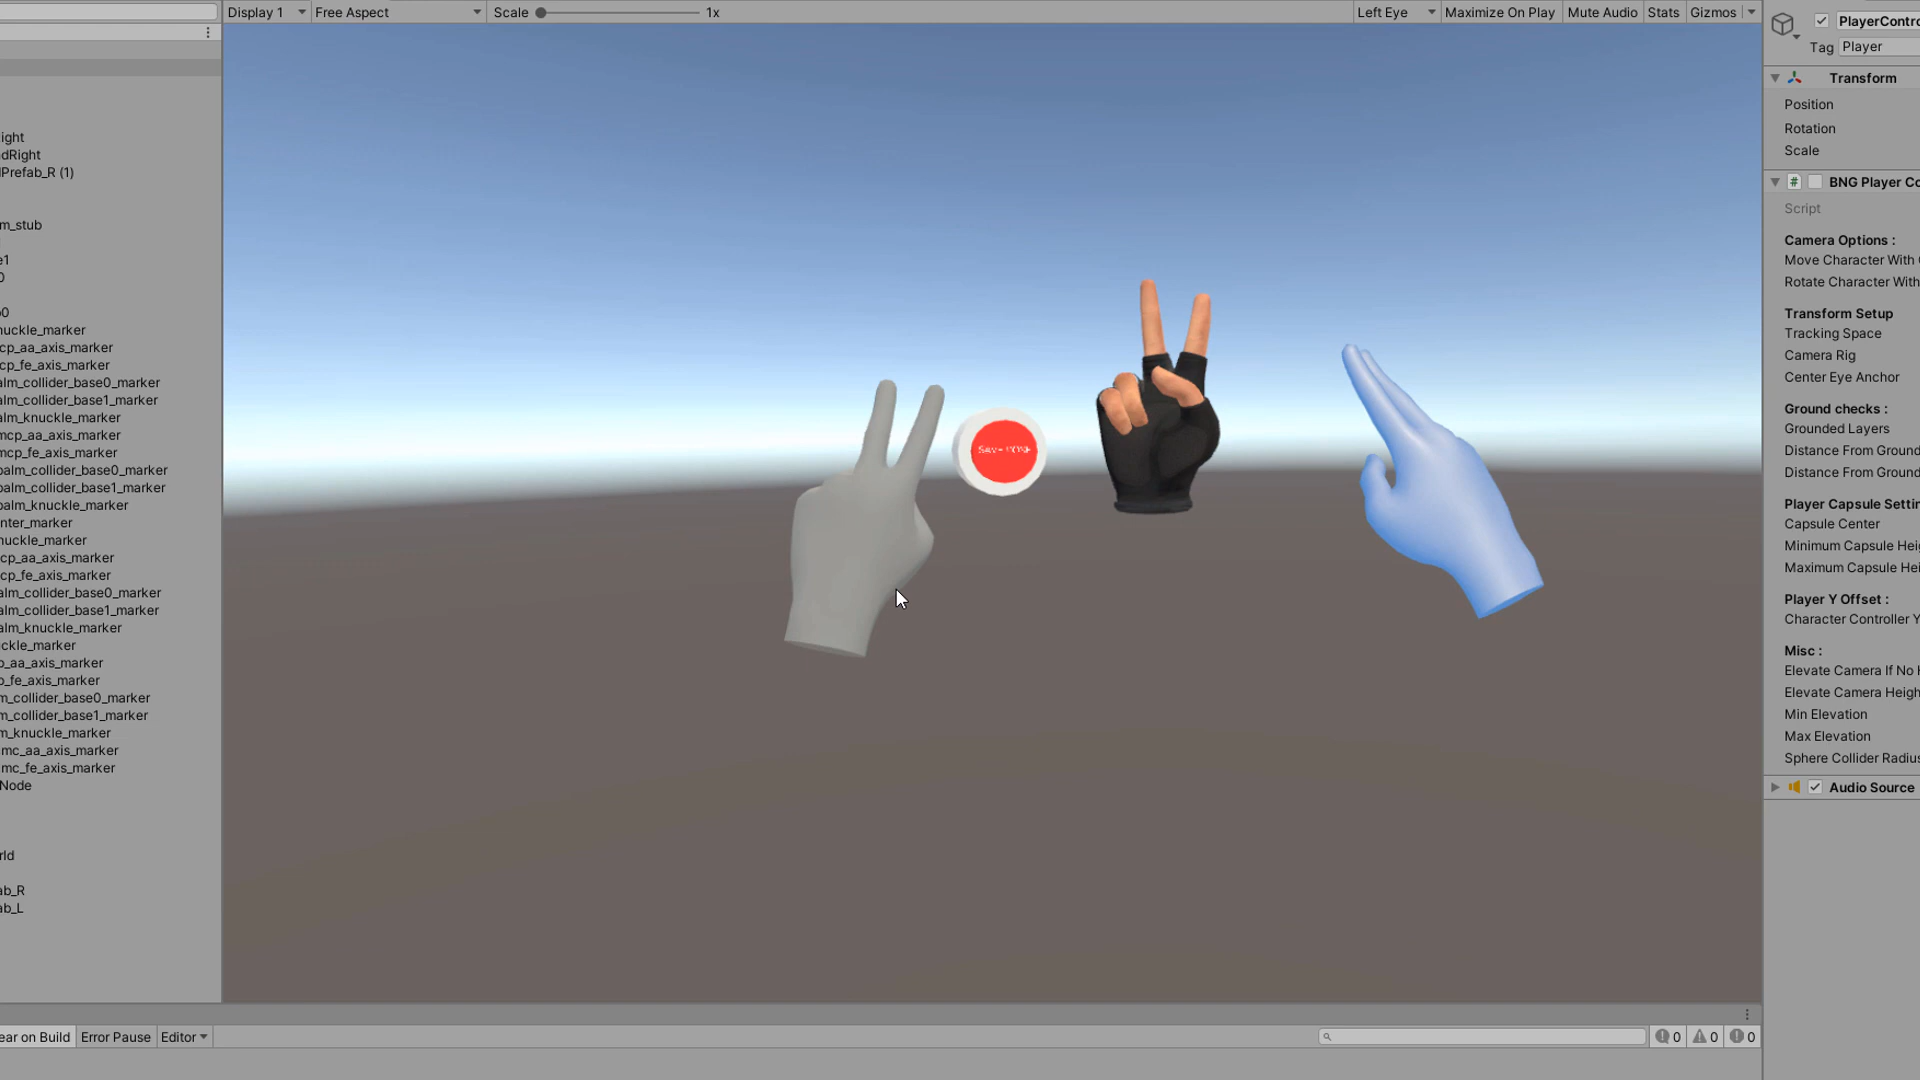 Display 1
Free Aspect
Scale
1x
Left Eye
Maximize On Play
Mute Audio
Stats
Gizmos
PlayerContro
Tag Player
Transform
Position
Rotation
Scale
BNG Player Co
Script
Camera Options :
Move Character With
Rotate Character With
Transform Setup
Tracking Space
Camera Rig
Center Eye Anchor
Ground checks :
Grounded Layers
Distance From Ground
Distance From Ground
Player Capsule Settin
Capsule Center
Minimum Capsule Hei
Maximum Capsule Hei
Player Y Offset :
Character Controller Y
Misc :
Elevate Camera If No H
Elevate Camera Heigh
Min Elevation
Max Elevation
Sphere Collider Radius
Audio Source
ight
dRight
lPrefab_R (1)
m_stub
e1
0
o0
nuckle_marker
cp_aa_axis_marker
cp_fe_axis_marker
alm_collider_base0_marker
alm_collider_base1_marker
alm_knuckle_marker
mcp_aa_axis_marker
mcp_fe_axis_marker
palm_collider_base0_marker
palm_collider_base1_marker
palm_knuckle_marker
nter_marker
nuckle_marker
cp_aa_axis_marker
cp_fe_axis_marker
alm_collider_base0_marker
alm_collider_base1_marker
alm_knuckle_marker
ckle_marker
p_aa_axis_marker
p_fe_axis_marker
m_collider_base0_marker
m_collider_base1_marker
m_knuckle_marker
mc_aa_axis_marker
mc_fe_axis_marker
Node
rld
ab_R
ab_L
ear on Build
Error Pause
Editor
0
0
0